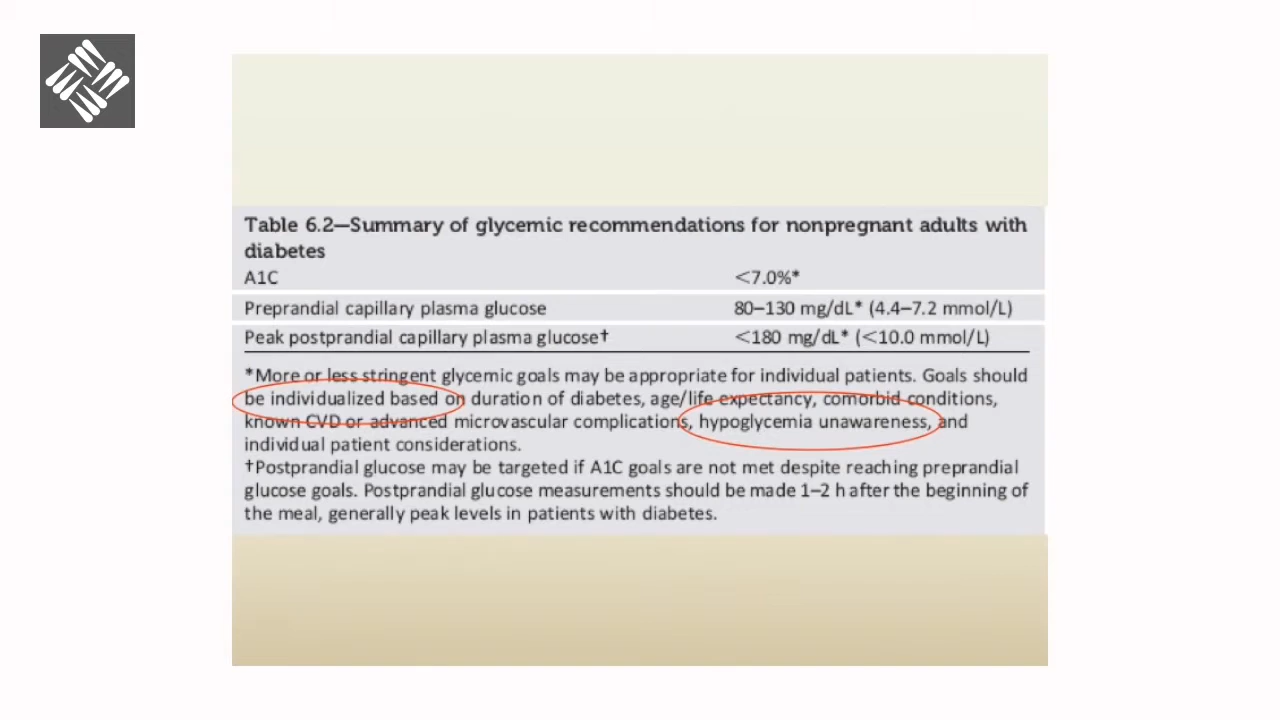 Table 6.2—Summary of glycemic recommendations for nonpregnant adults with
diabetes
A1C <7.0%*
Preprandial capillary plasma glucose 80–130 mg/dL* (4.4–7.2 mmol/L)
Peak postprandial capillary plasma glucose† <180 mg/dL* (<10.0 mmol/L)
*More or less stringent glycemic goals may be appropriate for individual patients. Goals should
be individualized based on duration of diabetes, age/life expectancy, comorbid conditions,
known CVD or advanced microvascular complications, hypoglycemia unawareness, and
individual patient considerations.
†Postprandial glucose may be targeted if A1C goals are not met despite reaching preprandial
glucose goals. Postprandial glucose measurements should be made 1–2 h after the beginning of
the meal, generally peak levels in patients with diabetes.